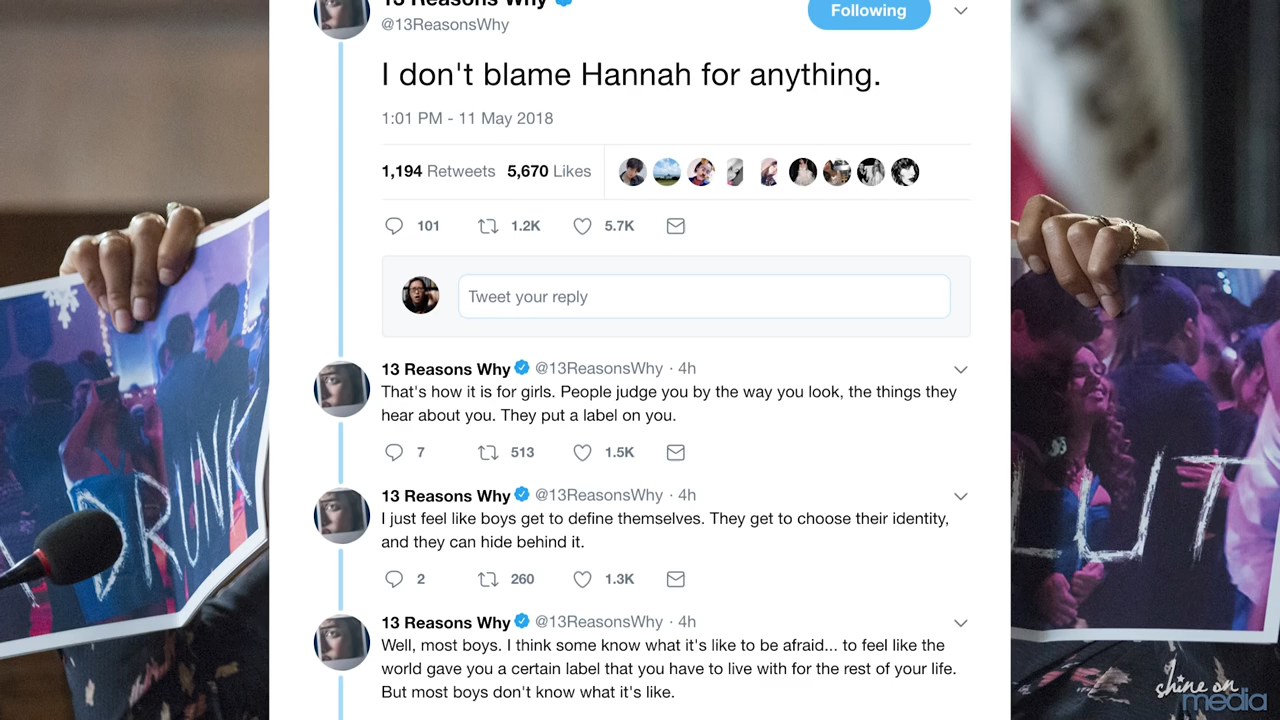 13 Reasons Why
@13ReasonsWhy
Following
I don't blame Hannah for anything.
1:01 PM - 11 May 2018
1,194 Retweets 5,670 Likes
101 1.2K 5.7K
Tweet your reply
13 Reasons Why @13ReasonsWhy · 4h
That's how it is for girls. People judge you by the way you look, the things they
hear about you. They put a label on you.
7 513 1.5K
13 Reasons Why @13ReasonsWhy · 4h
I just feel like boys get to define themselves. They get to choose their identity,
and they can hide behind it.
2 260 1.3K
13 Reasons Why @13ReasonsWhy · 4h
Well, most boys. I think some know what it's like to be afraid... to feel like the
world gave you a certain label that you have to live with for the rest of your life.
But most boys don't know what it's like.
DRUNK
LUT
shine on
media